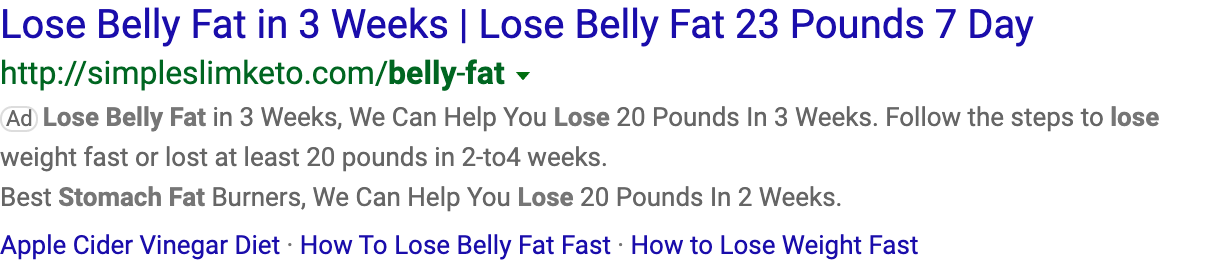 Lose Belly Fat in 3 Weeks | Lose Belly Fat 23 Pounds 7 Day
http://simpleslimketo.com/belly-fat
Ad Lose Belly Fat in 3 Weeks, We Can Help You Lose 20 Pounds In 3 Weeks. Follow the steps to lose
weight fast or lost at least 20 pounds in 2-to4 weeks.
Best Stomach Fat Burners, We Can Help You Lose 20 Pounds In 2 Weeks.
Apple Cider Vinegar Diet · How To Lose Belly Fat Fast · How to Lose Weight Fast